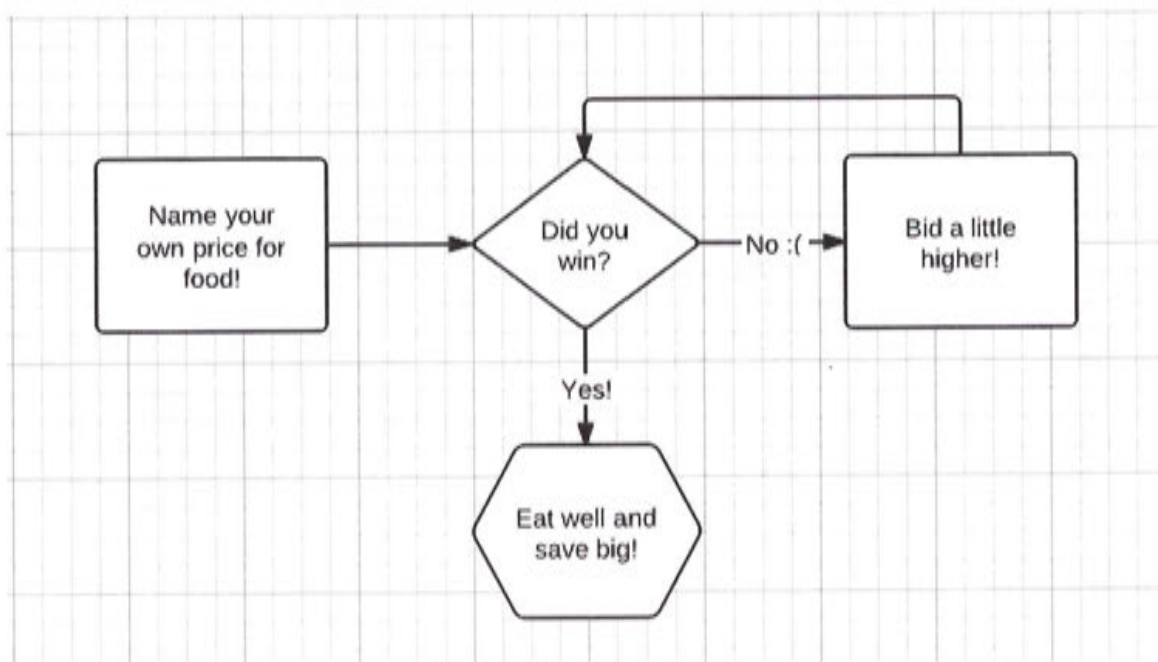 Name your
own price for
food!
Did you
win?
No :(
Bid a little
higher!
Yes!
Eat well and
save big!